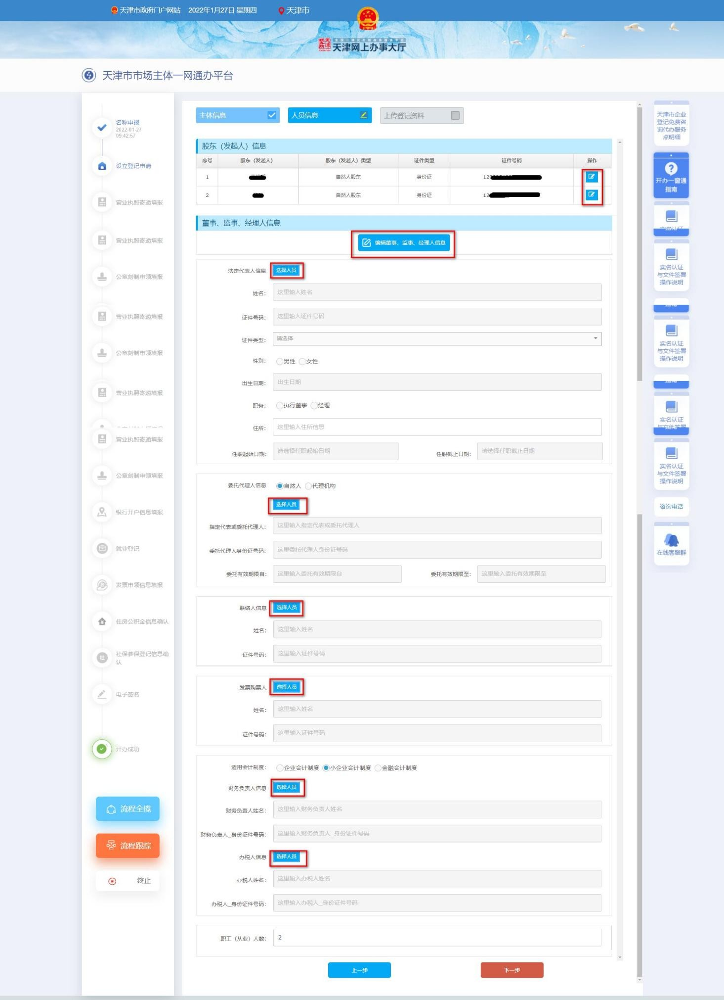 天津市政府门户网站 2022年1月27日 星期四 天津市
天津网上办事大厅
天津市市场主体一网通办平台
名称申报
2022-01-27
09:42:57
设立登记申请
营业执照寄递填报
营业执照寄递填报
公章刻制申领填报
营业执照寄递填报
公章刻制申领填报
营业执照寄递填报
营业执照寄递填报
公章刻制申领填报
银行开户信息填报
就业登记
发票申领信息填报
住房公积金信息确认
社保参保登记信息确
认
电子签名
开办成功
流程全揽
流程跟踪
终止
主体信息 人员信息 上传登记资料
股东（发起人）信息
序号 股东（发起人） 股东（发起人）类型 证件类型 证件号码 操作
1 自然人股东 身份证
2 自然人股东 身份证
董事、监事、经理人信息
编辑董事、监事、经理人信息
法定代表人信息 选择人员
姓名： 这里输入姓名
证件号码： 这里输入证件号码
证件类型： 请选择
性别： 男性 女性
出生日期： 出生日期
职务： 执行董事 经理
住所： 这里输入住所信息
任职起始日期： 请选择任职起始日期 任职截止日期： 请选择任职截止日期
委托代理人信息 自然人 代理机构
选择人员
指定代表或委托代理人： 这里输入指定代表或委托代理人
委托代理人身份证号码： 这里委托代理人身份证号码
委托有效期限自： 这里输入委托有效期限自 委托有效期限至： 这里输入委托有效期限至
联络人信息 选择人员
姓名： 这里输入姓名
证件号码： 这里输入证件号码
发票购票人 选择人员
姓名： 这里输入姓名
证件号码： 这里输入证件号码
适用会计制度： 企业会计制度 小企业会计制度 金融会计制度
财务负责人信息 选择人员
财务负责人姓名： 这里输入财务负责人姓名
财务负责人_身份证件号码： 这里输入财务负责人_身份证件号码
办税人信息 选择人员
办税人姓名： 这里输入办税人姓名
办税人_身份证件号码： 这里输入办税人_身份证件号码
职工（从业）人数： 2
上一步 下一步
天津市企业
登记免费咨
询代办服务
点明细
开办一窗通
指南
实名认证
与文件签署
操作说明
实名认证
与文件签署
操作说明
实名认证
实名认证
与文件签署
操作说明
咨询电话
在线客服群